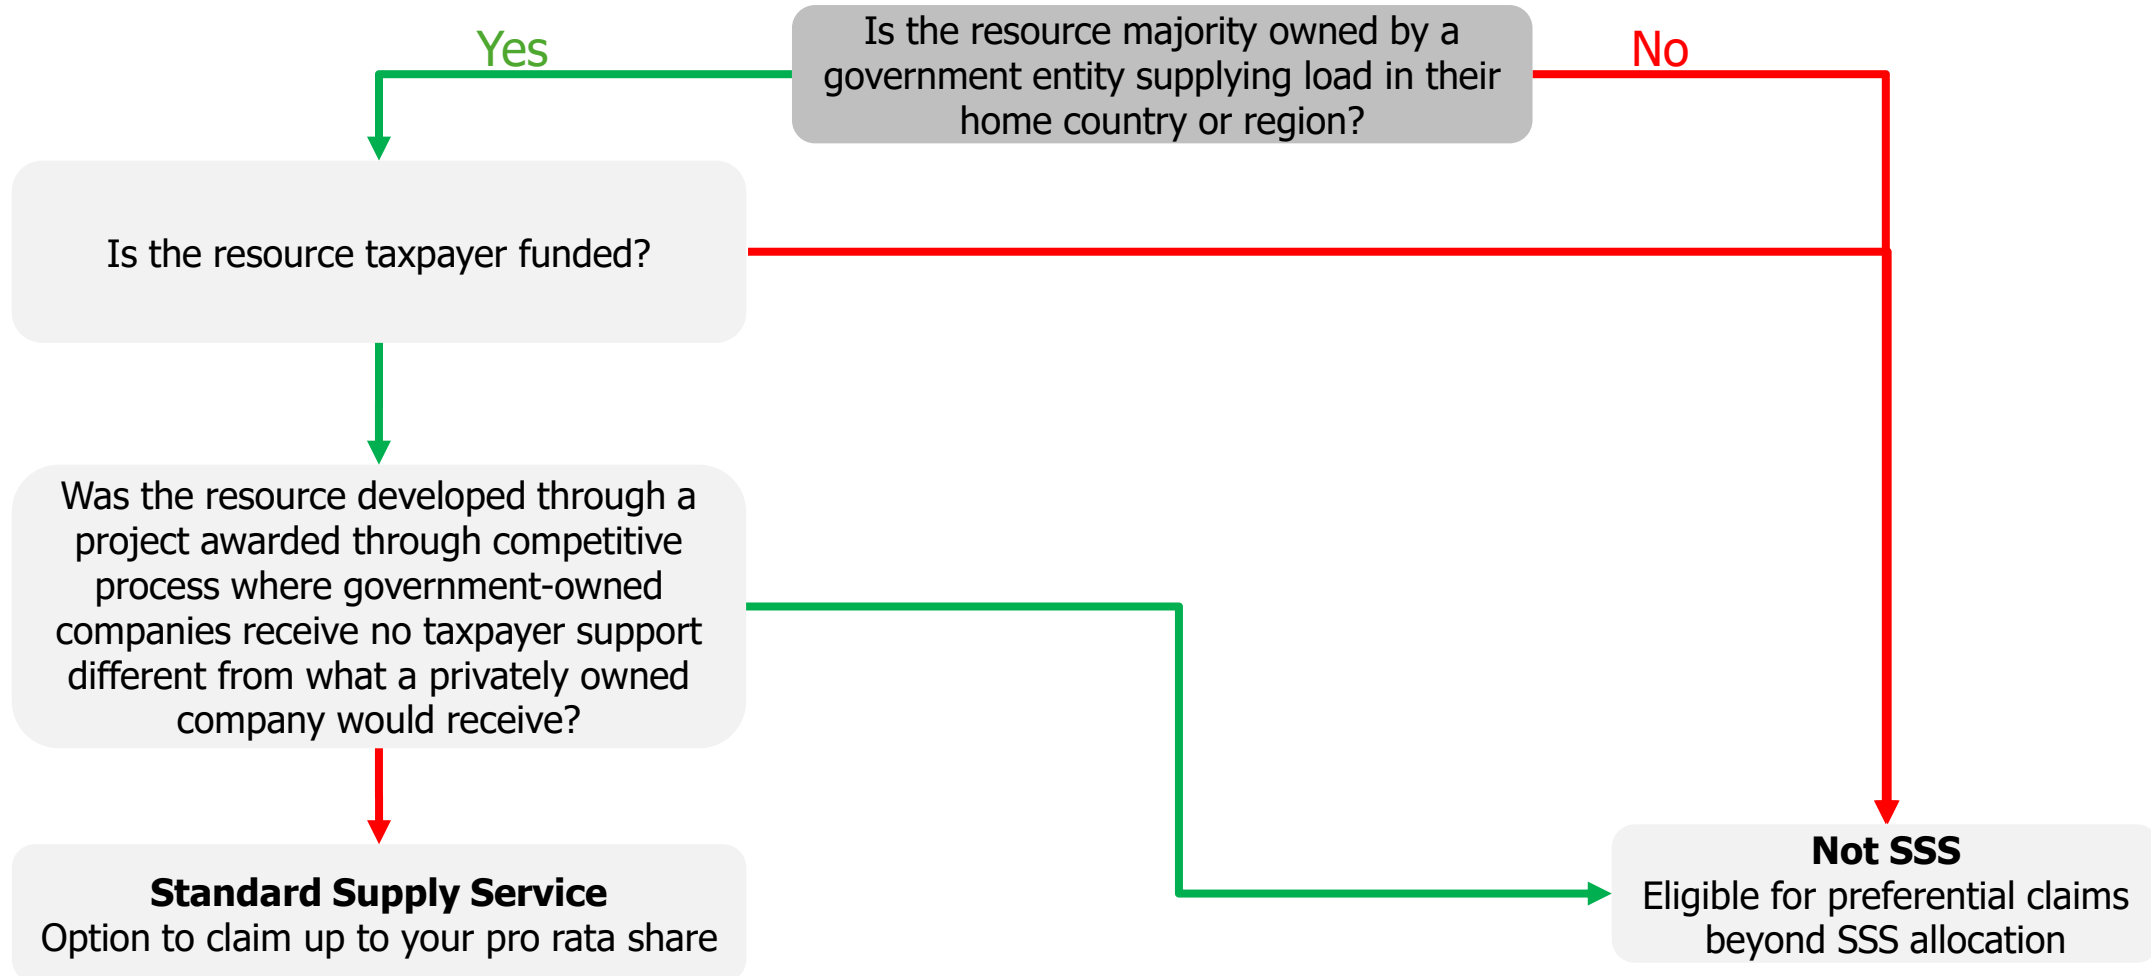 Yes
Is the resource majority owned by a
government entity supplying load in their
home country or region?
No
Is the resource taxpayer funded?
Was the resource developed through a
project awarded through competitive
process where government-owned
companies receive no taxpayer support
different from what a privately owned
company would receive?
Standard Supply Service
Option to claim up to your pro rata share
Not SSS
Eligible for preferential claims
beyond SSS allocation